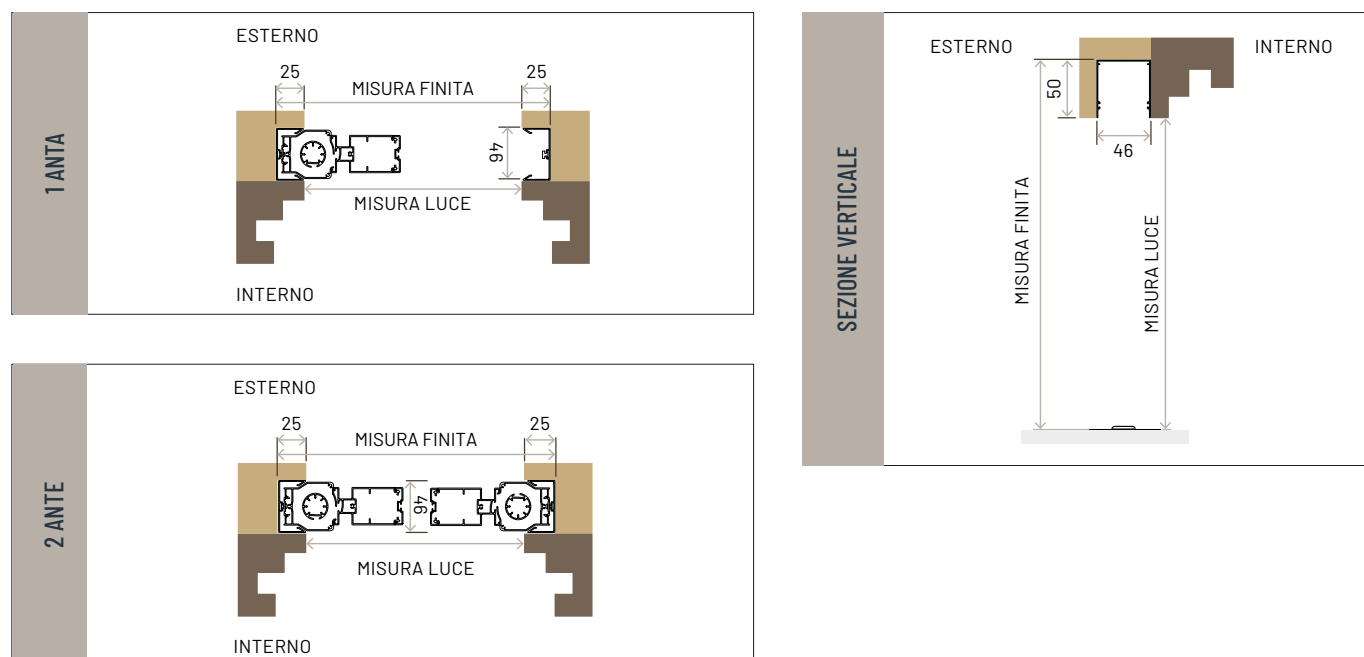 1 ANTA
ESTERNO
25
25
MISURA FINITA
46
MISURA LUCE
INTERNO
2 ANTE
ESTERNO
25
25
MISURA FINITA
46
MISURA LUCE
INTERNO
SEZIONE VERTICALE
ESTERNO
INTERNO
50
46
MISURA FINITA
MISURA LUCE